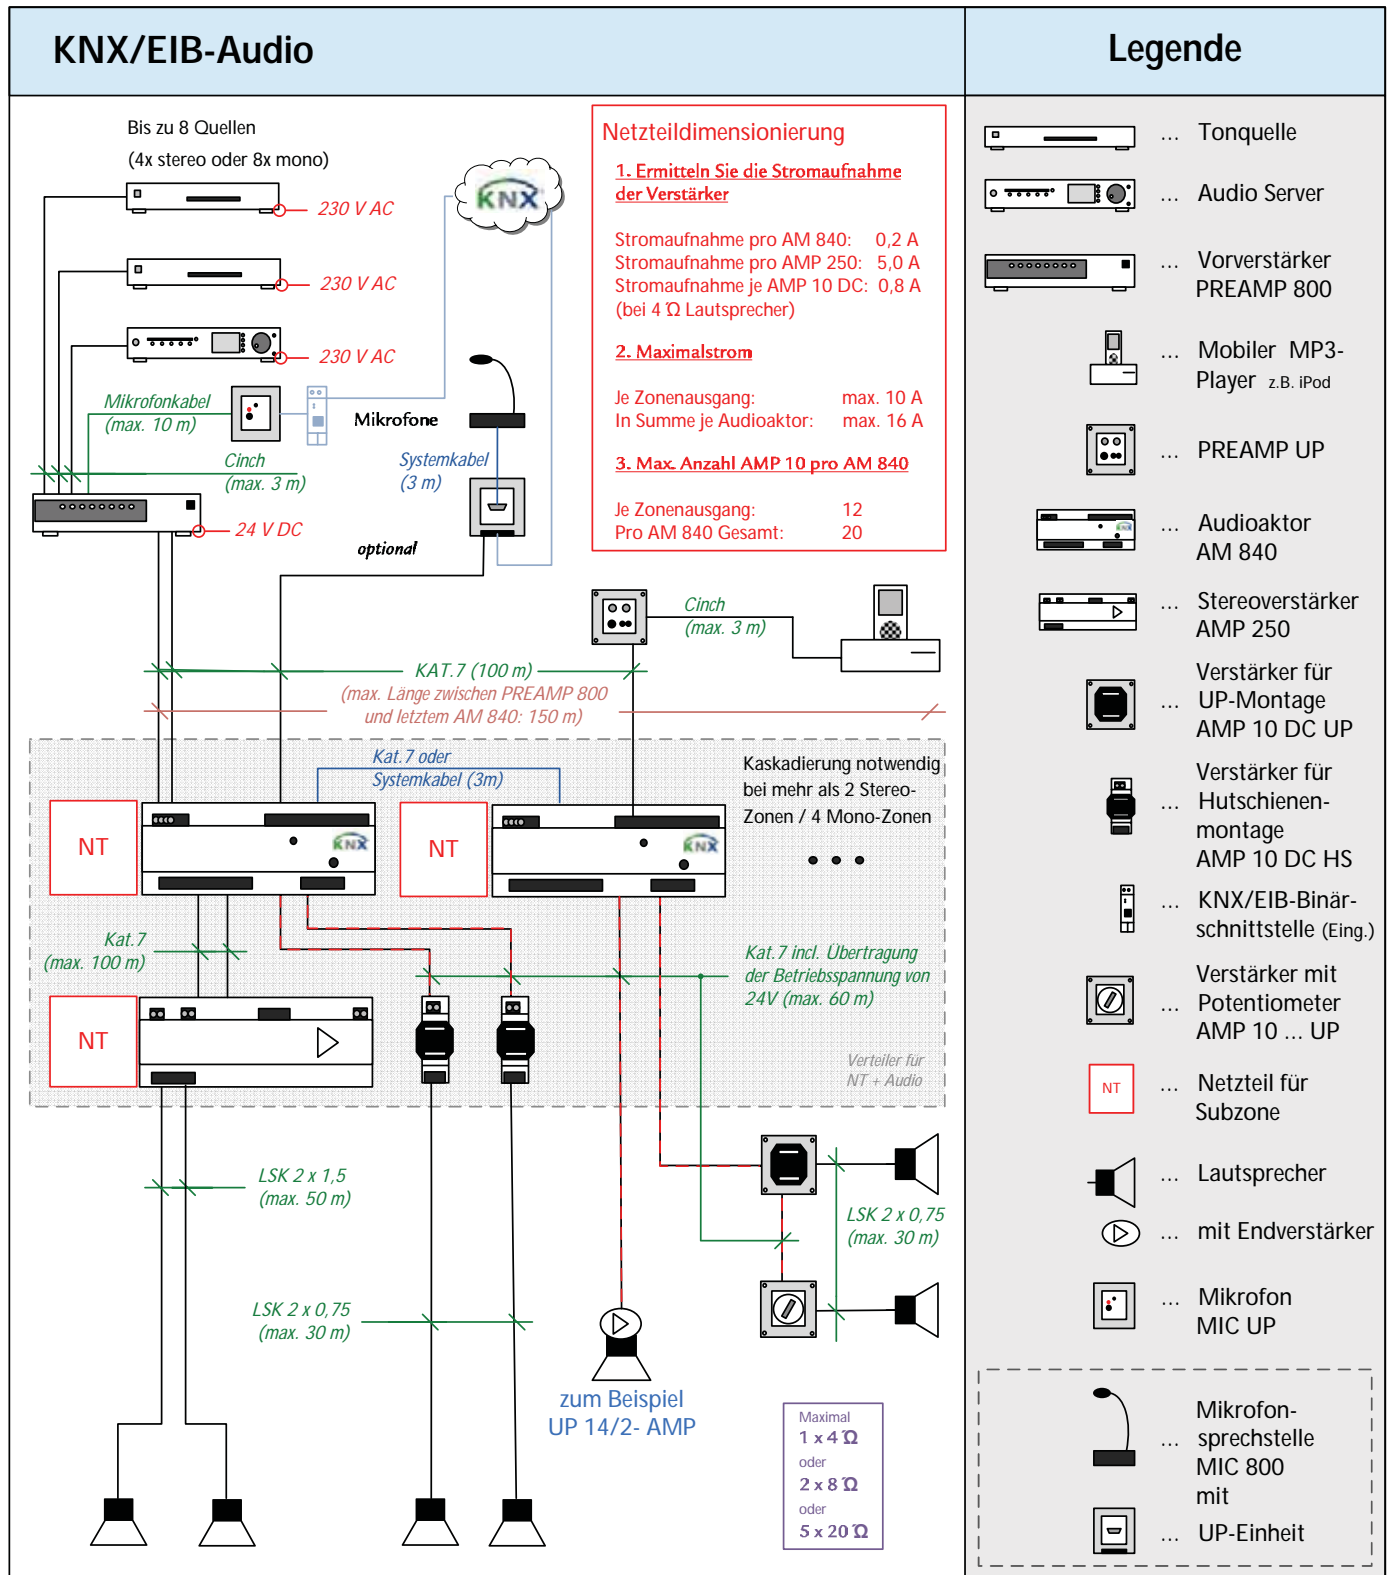 KNX/EIB-Audio
Bis zu 8 Quellen
(4x stereo oder 8x mono)
230 V AC
230 V AC
230 V AC
KNX
Mikrofonkabel
(max. 10 m)
Mikrofone
Cinch
(max. 3 m)
Systemkabel
(3 m)
24 V DC
optional
Netzteildimensionierung
1. Ermitteln Sie die Stromaufnahme
der Verstärker
Stromaufnahme pro AM 840: 0,2 A
Stromaufnahme pro AMP 250: 5,0 A
Stromaufnahme je AMP 10 DC: 0,8 A
(bei 4 Ω Lautsprecher)
2. Maximalstrom
Je Zonenausgang: max. 10 A
In Summe je Audioaktor: max. 16 A
3. Max. Anzahl AMP 10 pro AM 840
Je Zonenausgang: 12
Pro AM 840 Gesamt: 20
Cinch
(max. 3 m)
KAT.7 (100 m)
(max. Länge zwischen PREAMP 800
und letztem AM 840: 150 m)
Kat.7 oder
Systemkabel (3m)
Kaskadierung notwendig
bei mehr als 2 Stereo-
Zonen / 4 Mono-Zonen
NT
KNX
NT
KNX
Kat.7
(max. 100 m)
Kat.7 incl. Übertragung
der Betriebsspannung von
24V (max. 60 m)
NT
Verteiler für
NT + Audio
LSK 2 x 1,5
(max. 50 m)
LSK 2 x 0,75
(max. 30 m)
LSK 2 x 0,75
(max. 30 m)
zum Beispiel
UP 14/2- AMP
Maximal
1 x 4 Ω
oder
2 x 8 Ω
oder
5 x 20 Ω
Legende
... Tonquelle
... Audio Server
... Vorverstärker
PREAMP 800
... Mobiler MP3-
Player z.B. iPod
... PREAMP UP
KNX
... Audioaktor
AM 840
... Stereoverstärker
AMP 250
Verstärker für
... UP-Montage
AMP 10 DC UP
Verstärker für
... Hutschienen-
montage
AMP 10 DC HS
... KNX/EIB-Binär-
schnittstelle (Eing.)
Verstärker mit
... Potentiometer
AMP 10 ... UP
NT
... Netzteil für
Subzone
... Lautsprecher
... mit Endverstärker
... Mikrofon
MIC UP
Mikrofon-
... sprechstelle
MIC 800
mit
... UP-Einheit